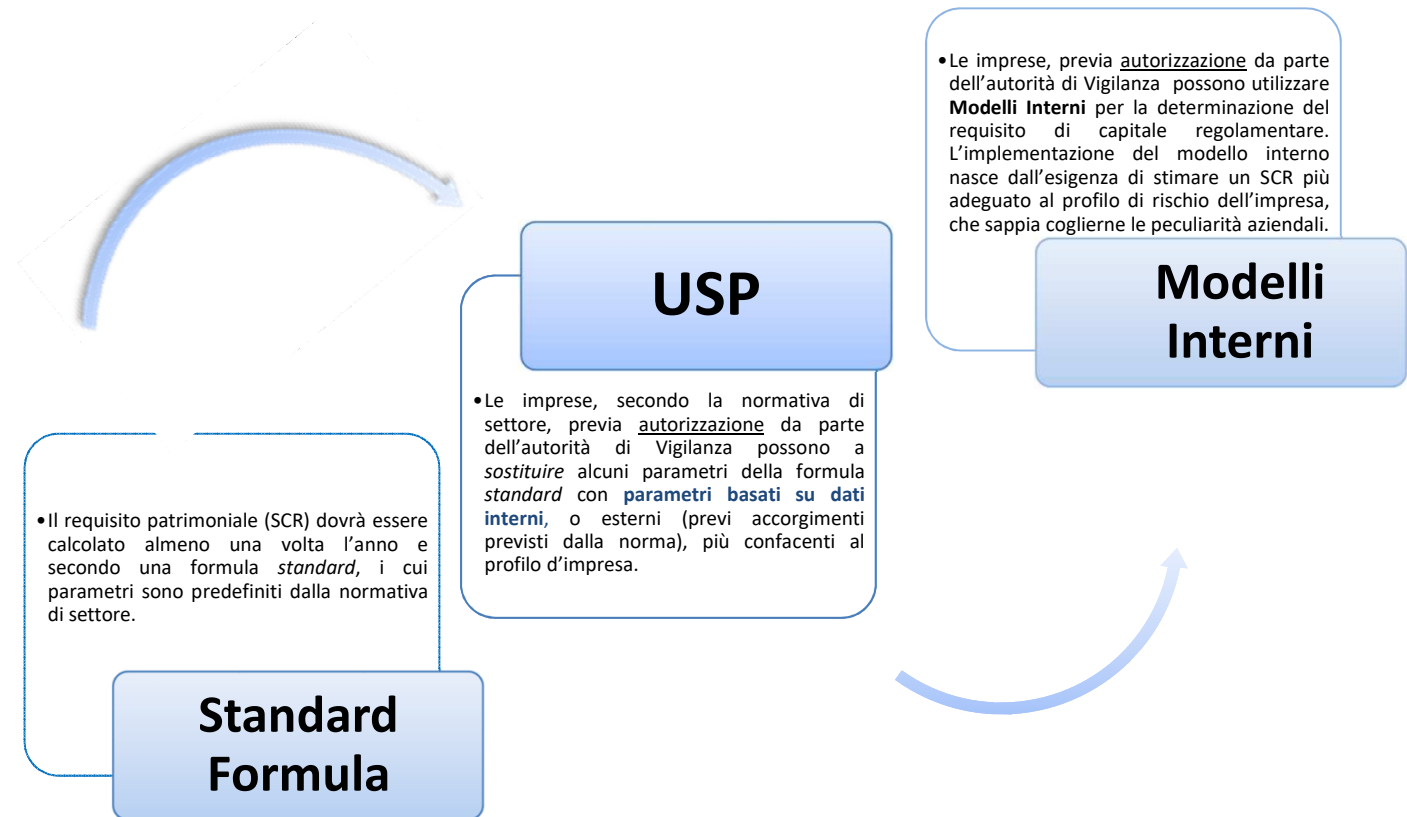 •Il requisito patrimoniale (SCR) dovrà essere
calcolato almeno una volta l'anno e
secondo una formula standard, i cui
parametri sono predefiniti dalla normativa
di settore.
Standard
Formula
USP
•Le imprese, secondo la normativa di
settore, previa autorizzazione da parte
dell'autorità di Vigilanza possono a
sostituire alcuni parametri della formula
standard con parametri basati su dati
interni, o esterni (previ accorgimenti
previsti dalla norma), più confacenti al
profilo d'impresa.
•Le imprese, previa autorizzazione da parte
dell'autorità di Vigilanza possono utilizzare
Modelli Interni per la determinazione del
requisito di capitale regolamentare.
L'implementazione del modello interno
nasce dall'esigenza di stimare un SCR più
adeguato al profilo di rischio dell'impresa,
che sappia coglierne le peculiarità aziendali.
Modelli
Interni